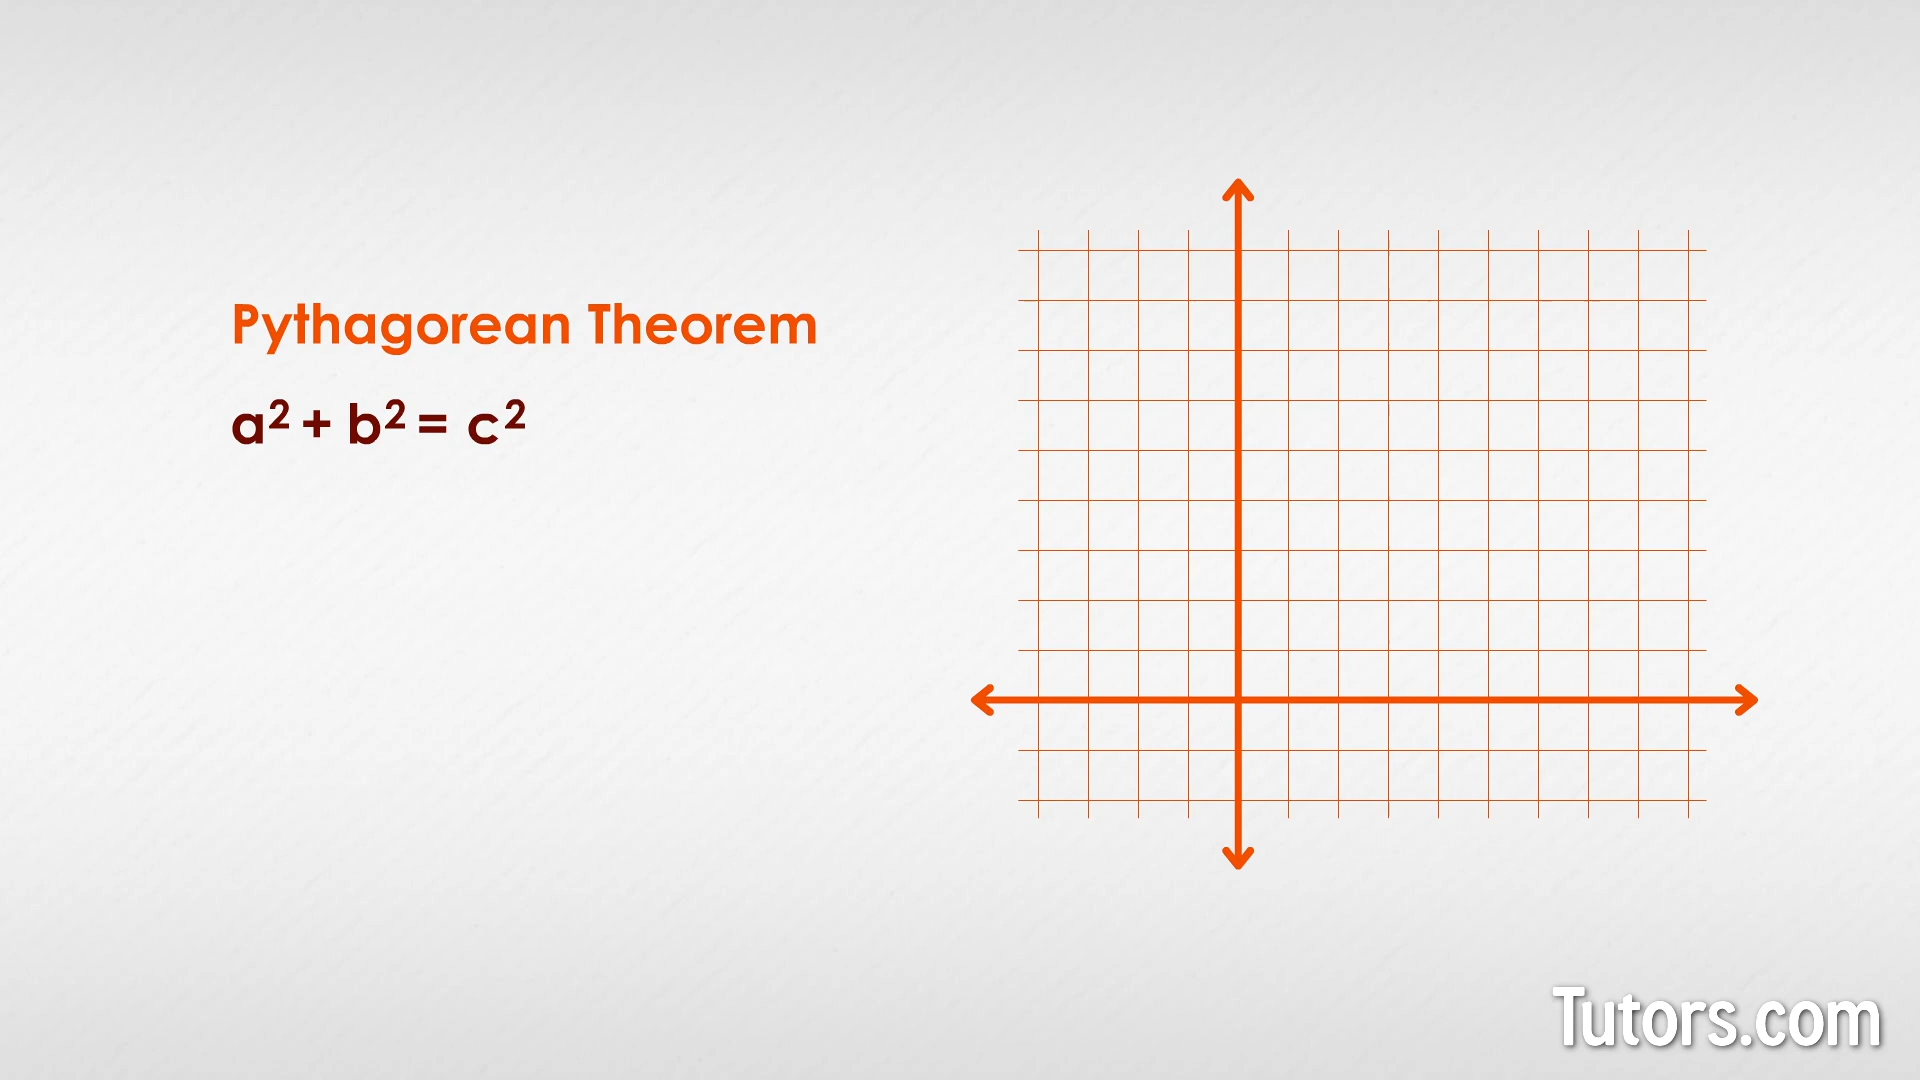 Pythagorean Theorem
a² + b² = c²
Tutors.com